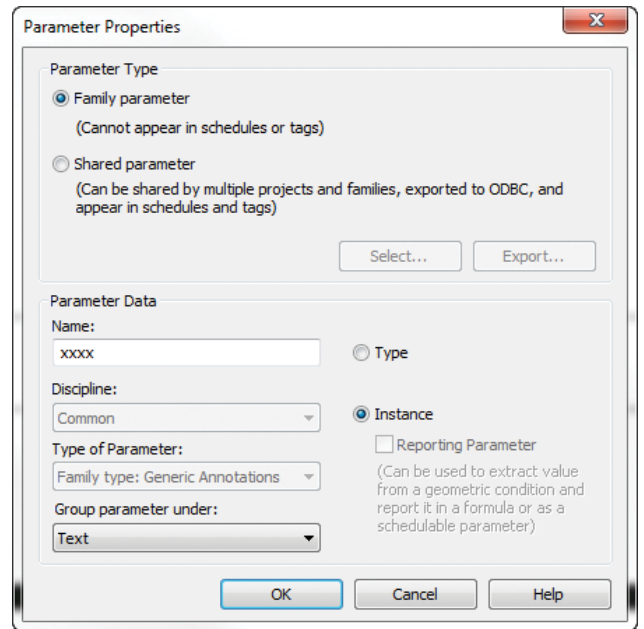 Parameter Properties
Parameter Type
Family parameter
(Cannot appear in schedules or tags)
Shared parameter
(Can be shared by multiple projects and families, exported to ODBC, and
appear in schedules and tags)
Select...
Export...
Parameter Data
Name:
xxxx
Type
Discipline:
Common
Instance
Type of Parameter:
Reporting Parameter
Family type: Generic Annotations
(Can be used to extract value
from a geometric condition and
report it in a formula or as a
schedulable parameter)
Group parameter under:
Text
OK
Cancel
Help